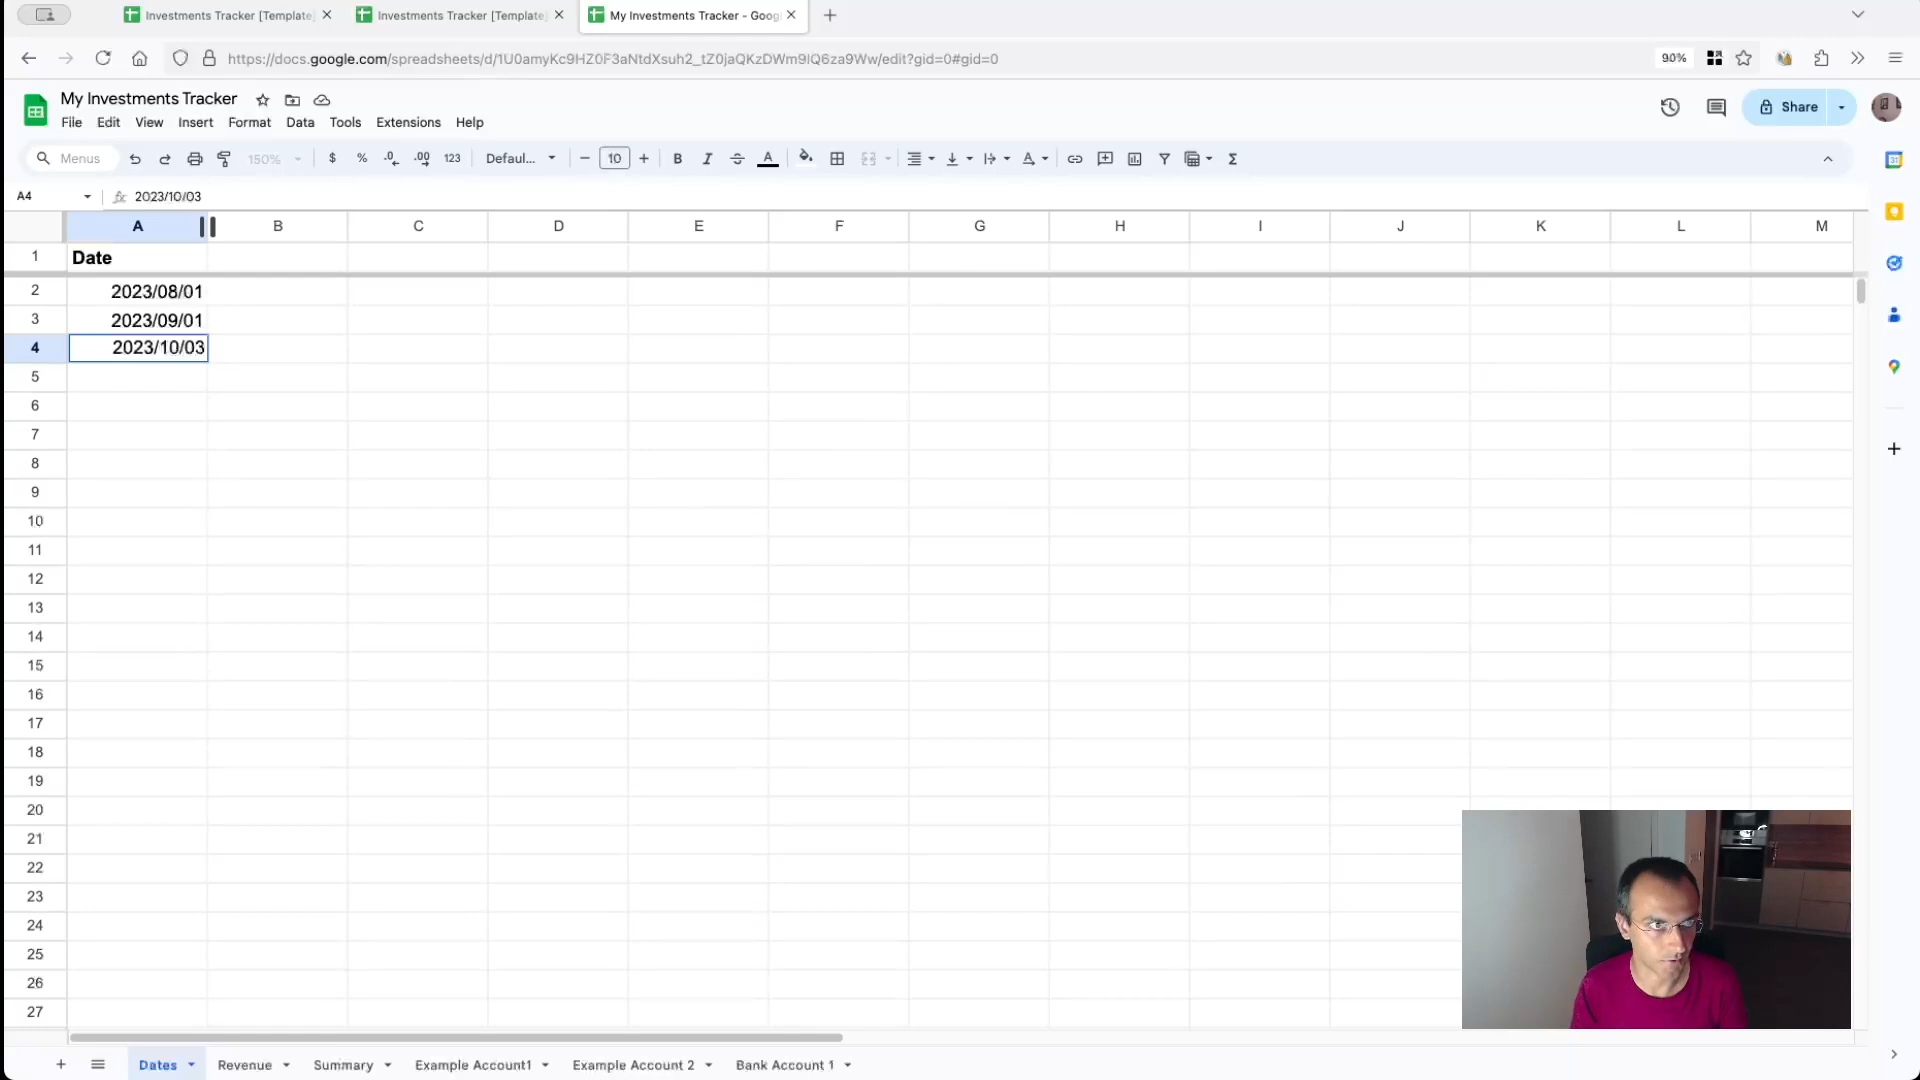 Investments Tracker [Template]
Investments Tracker [Template]
My Investments Tracker - Goog
https://docs.google.com/spreadsheets/d/1U0amyKc9HZ0F3aNtdXsuh2_tZ0jaQKzDWm9lQ6za9Ww/edit?gid=0#gid=0
90%
My Investments Tracker
Share
File Edit View Insert Format Data Tools Extensions Help
Menus 150% $ % .0 .00 123 Defaul... 10 B I A
A4 2023/10/03
A B C D E F G H I J K L M
1 Date
2 2023/08/01
3 2023/09/01
4 2023/10/03
5
6
7
8
9
10
11
12
13
14
15
16
17
18
19
20
21
22
23
24
25
26
27
Dates Revenue Summary Example Account1 Example Account 2 Bank Account 1